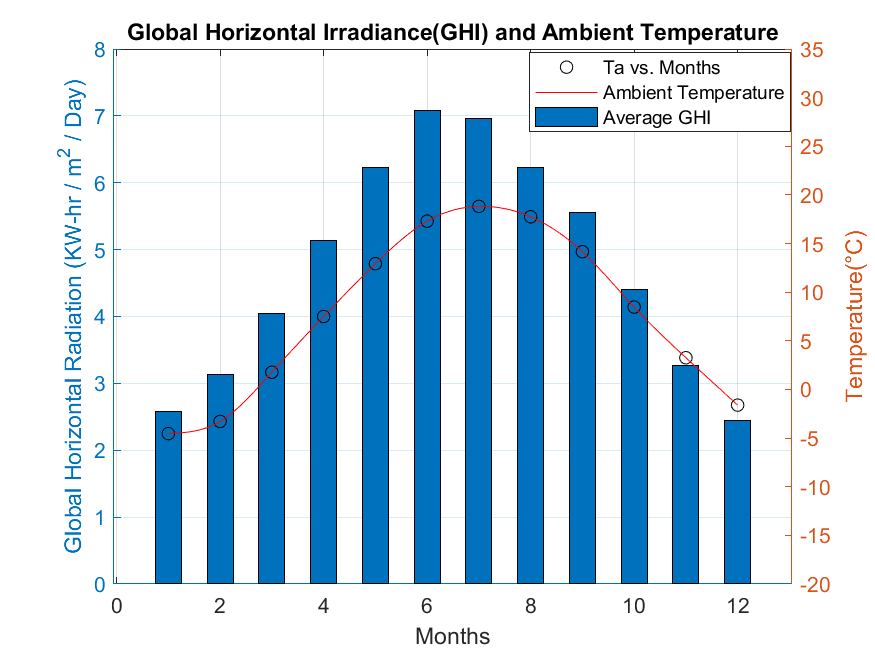 Global Horizontal Irradiance(GHI) and Ambient Temperature
Ta vs. Months
Ambient Temperature
Average GHI
Global Horizontal Radiation (KW-hr / m² / Day)
8
7
6
5
4
3
2
1
0
35
30
25
20
15
10
5
0
-5
-10
-15
-20
Temperature(°C)
0 2 4 6 8 10 12
Months